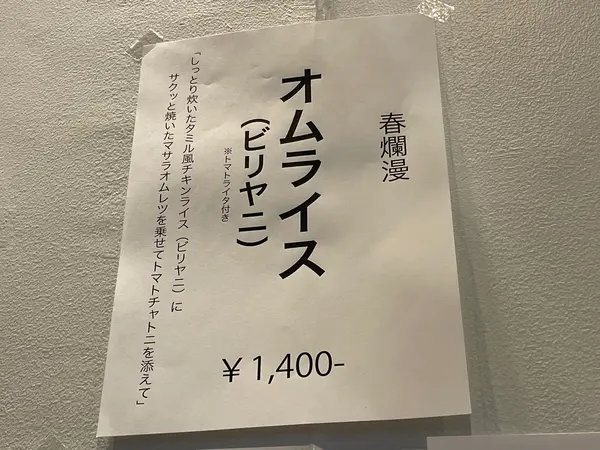 春爛漫
オムライス
(ビリヤニ)
※トマトライタ付き
「しっとり炊いたタミル風チキンライス(ビリヤニ)に
サクッと焼いたマサラオムレツを乗せてトマトチャトニを添えて」
¥1,400-